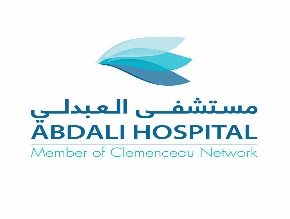 مستشفى العبدلي
ABDALI HOSPITAL
Member of Clemenceau Network